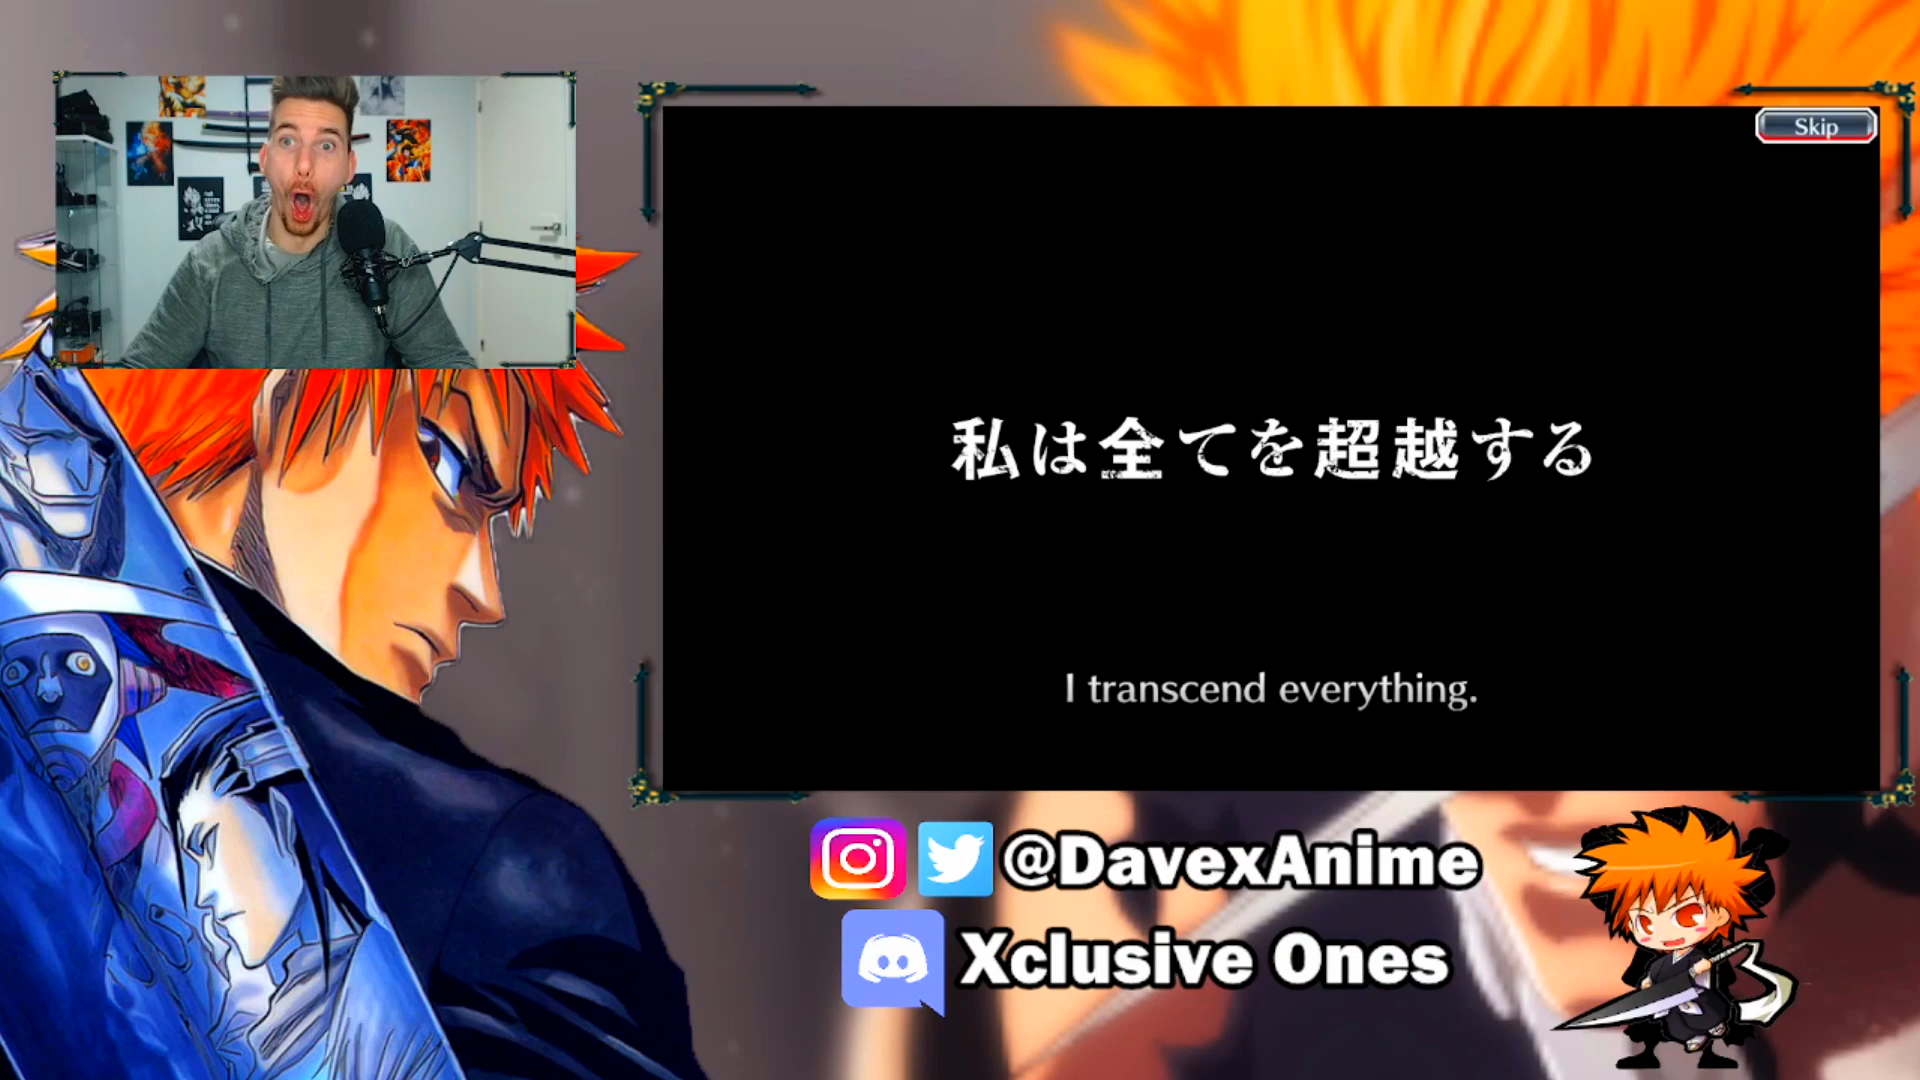 Skip
私は全てを超越する
I transcend everything.
@DavexAnime
Xclusive Ones